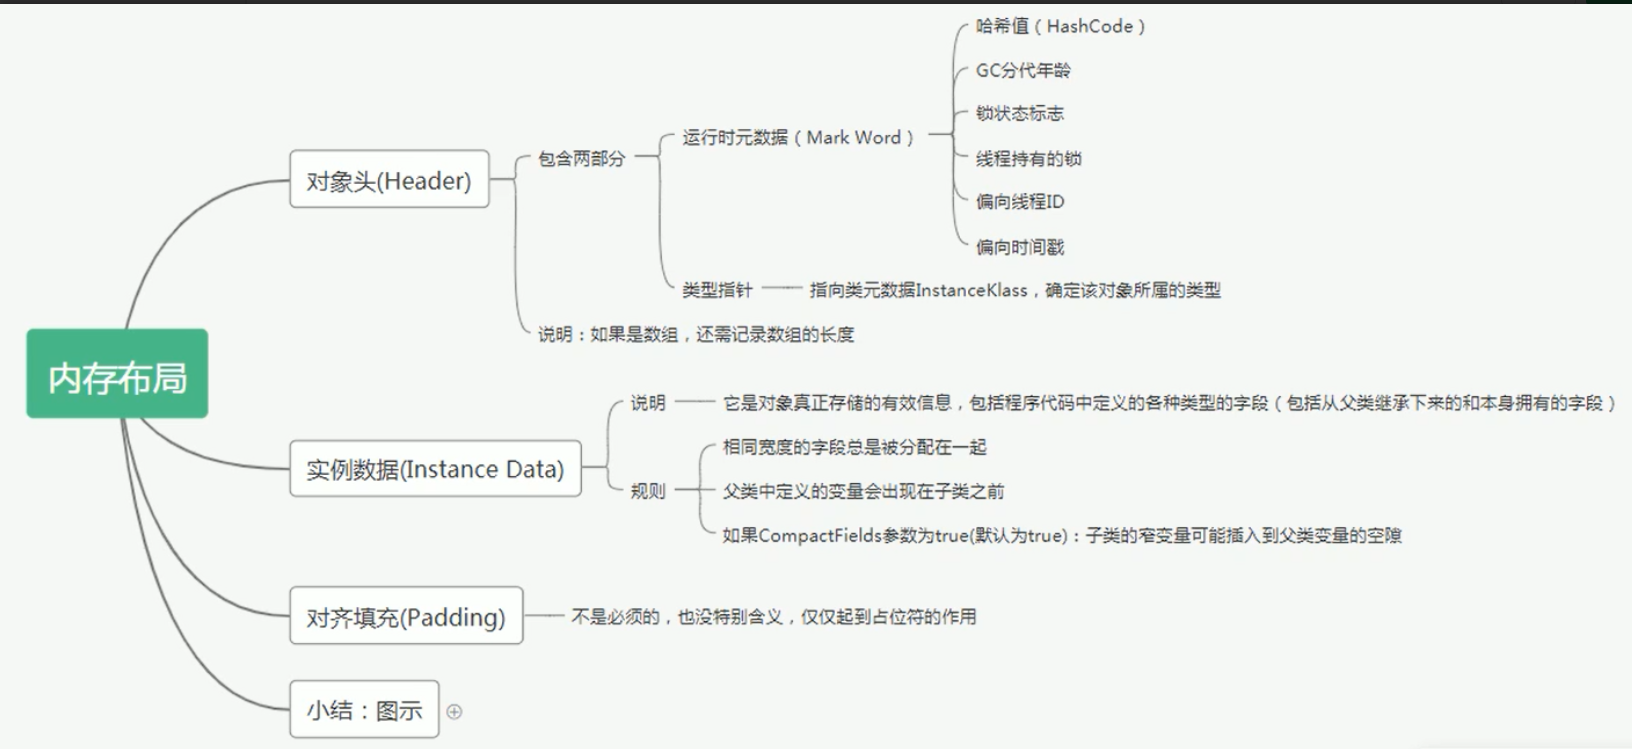 内存布局
对象头(Header)
包含两部分
运行时元数据（Mark Word）
哈希值（HashCode）
GC分代年龄
锁状态标志
线程持有的锁
偏向线程ID
偏向时间戳
类型指针
指向类元数据InstanceKlass，确定该对象所属的类型
说明：如果是数组，还需记录数组的长度
实例数据(Instance Data)
说明
它是对象真正存储的有效信息，包括程序代码中定义的各种类型的字段（包括从父类继承下来的和本身拥有的字段）
规则
相同宽度的字段总是被分配在一起
父类中定义的变量会出现在子类之前
如果CompactFields参数为true(默认为true)：子类的窄变量可能插入到父类变量的空隙
对齐填充(Padding)
不是必须的，也没特别含义，仅仅起到占位符的作用
小结：图示